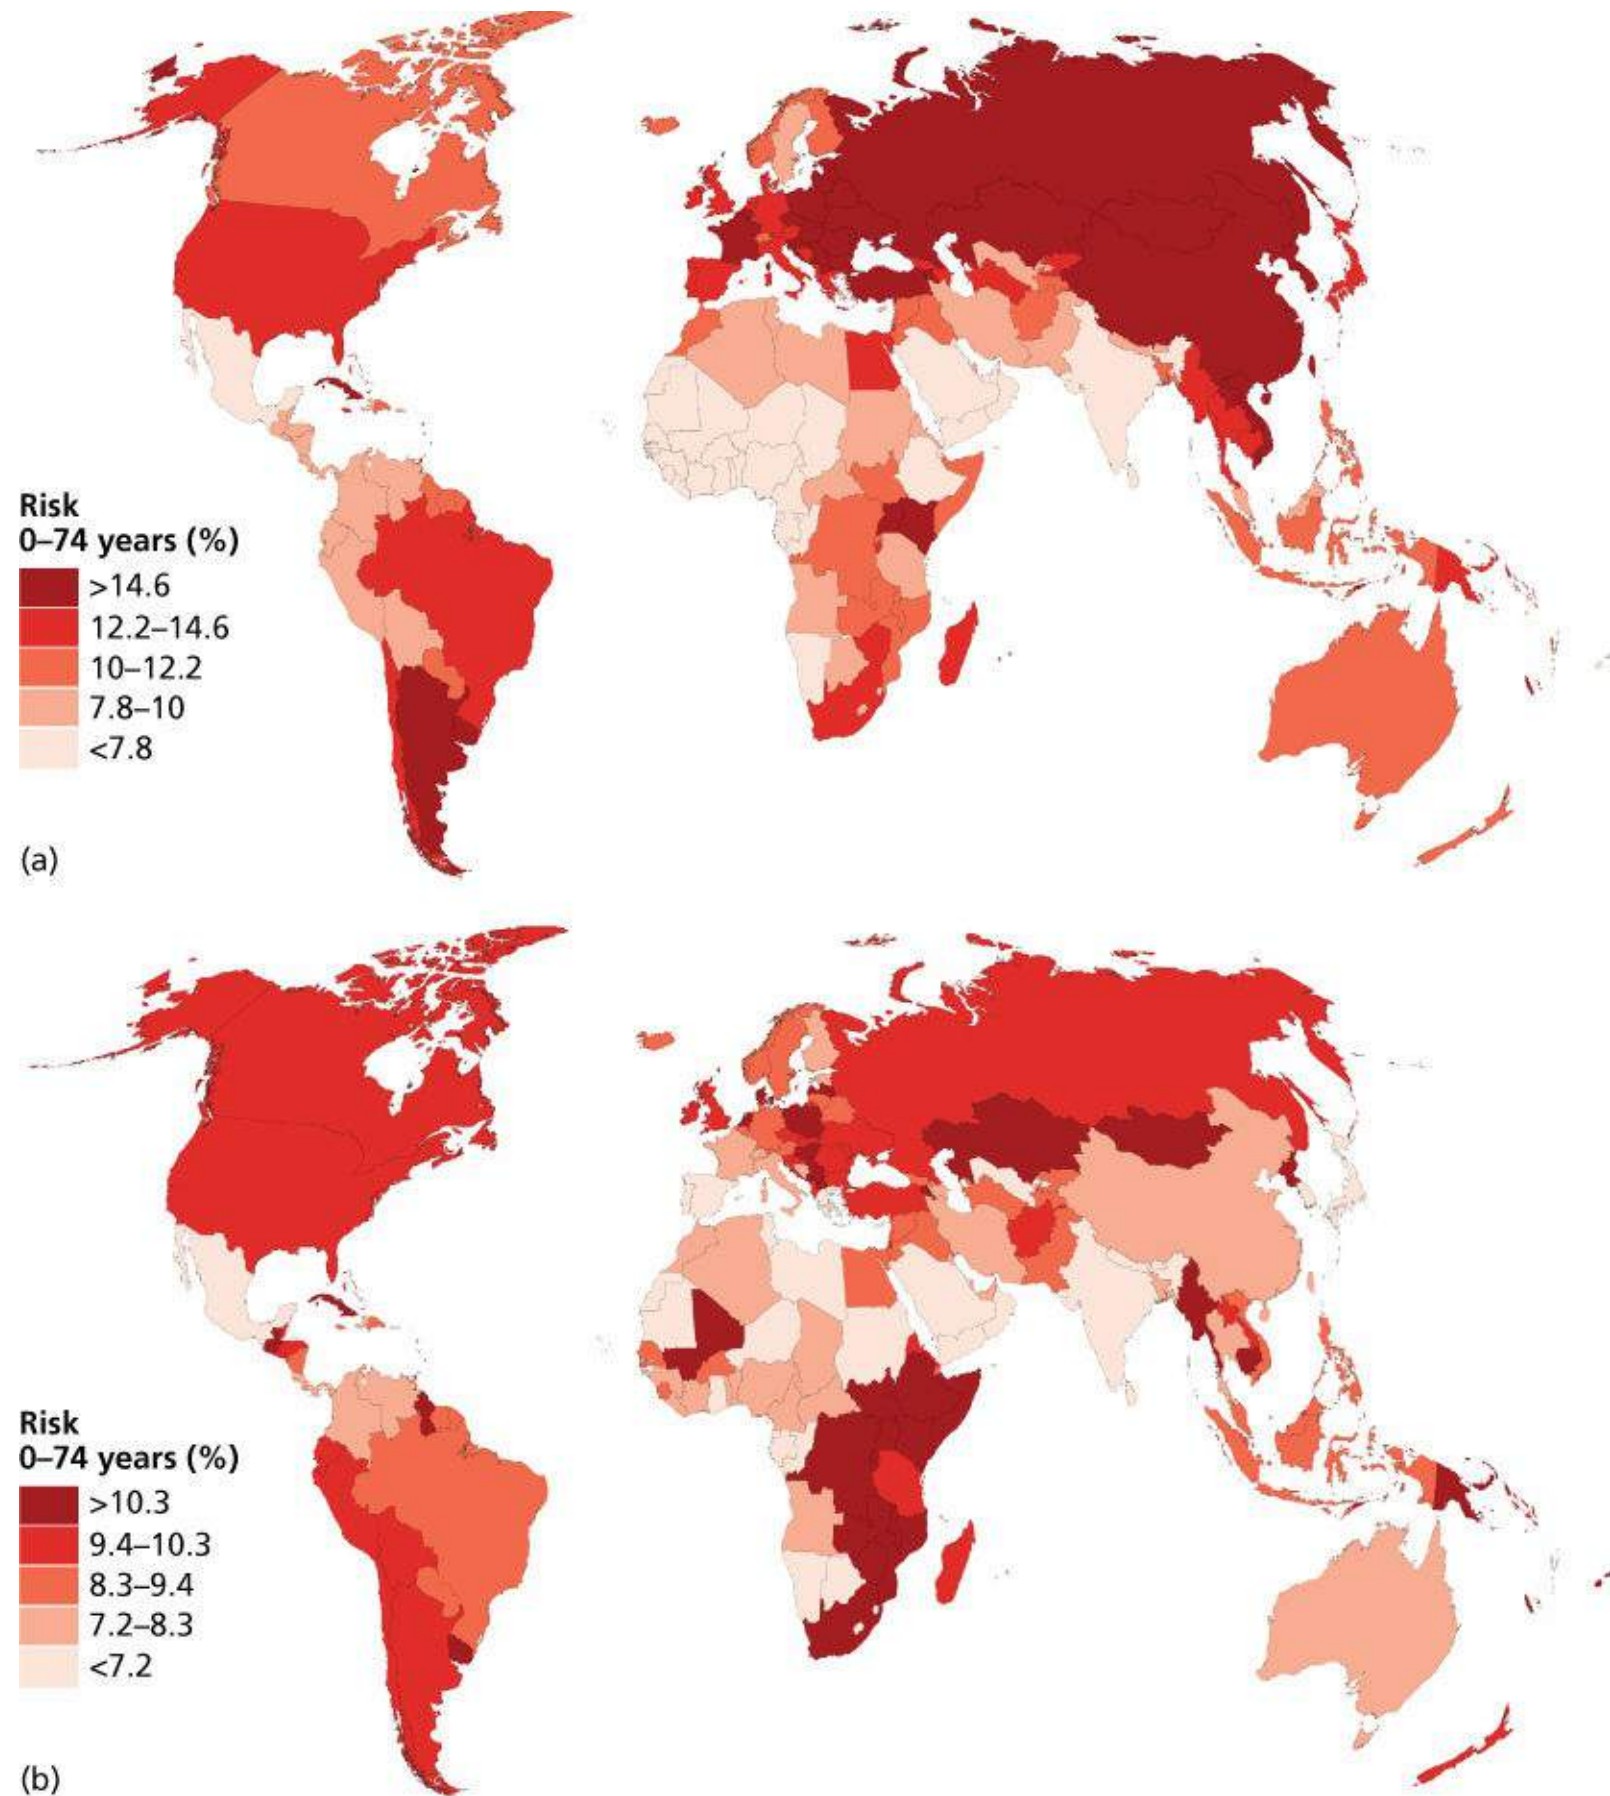 Risk
0–74 years (%)
>14.6
12.2–14.6
10–12.2
7.8–10
<7.8
(a)
Risk
0–74 years (%)
>10.3
9.4–10.3
8.3–9.4
7.2–8.3
<7.2
(b)